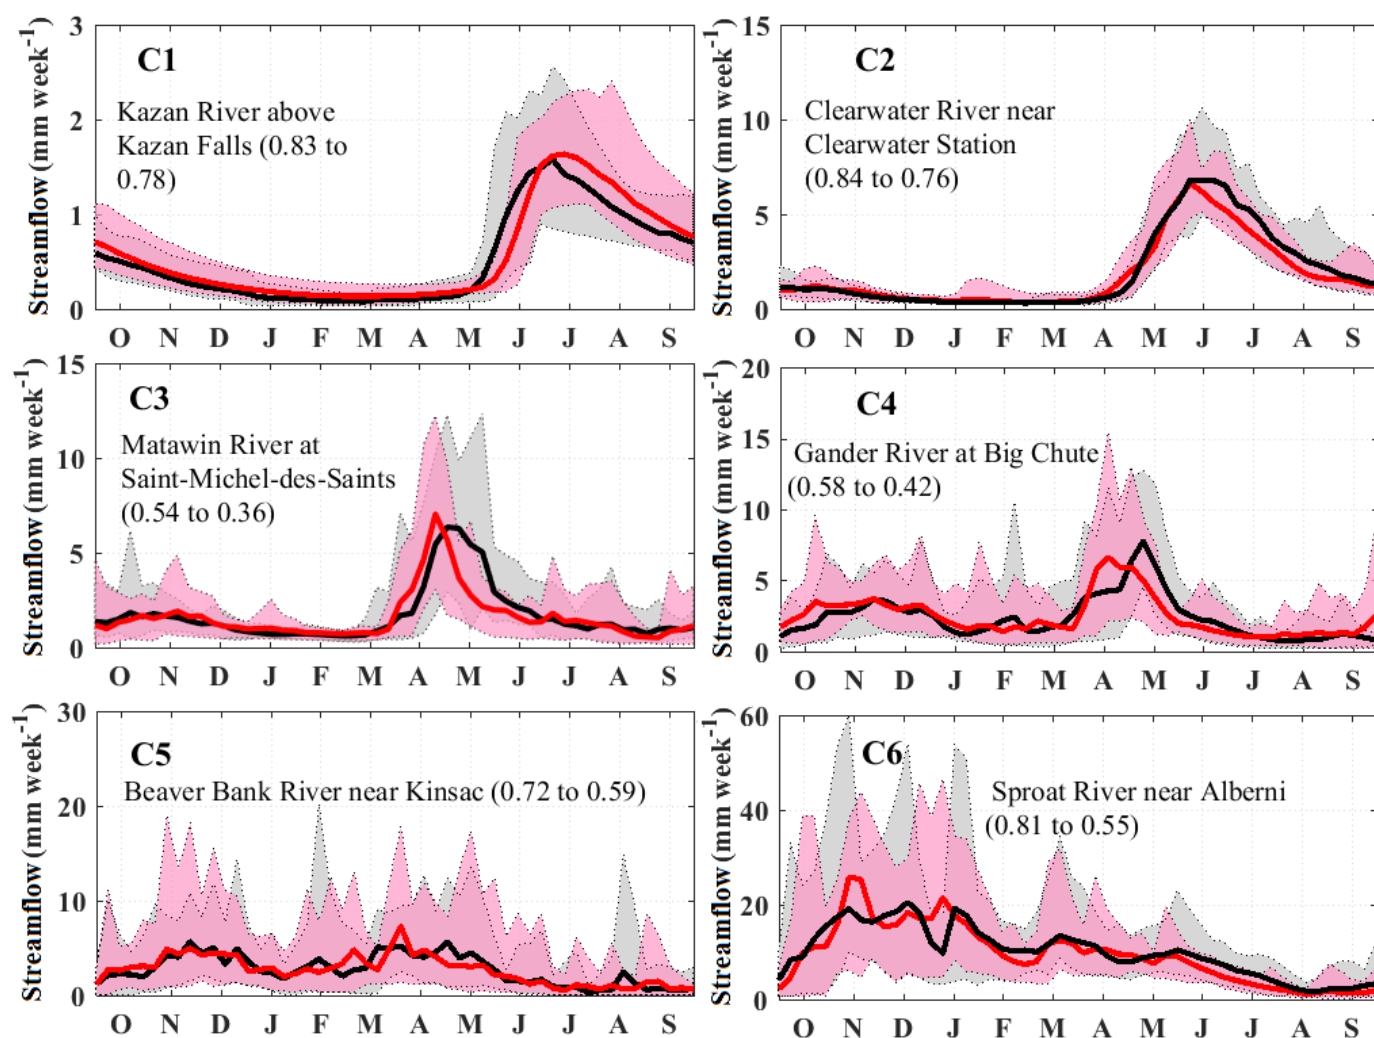 3
2
1
0
Streamflow (mm week-1)
C1
Kazan River above
Kazan Falls (0.83 to
0.78)
O N D J F M A M J J A S
15
10
5
0
Streamflow (mm week-1)
C2
Clearwater River near
Clearwater Station
(0.84 to 0.76)
O N D J F M A M J J A S
15
10
5
0
Streamflow (mm week-1)
C3
Matawin River at
Saint-Michel-des-Saints
(0.54 to 0.36)
O N D J F M A M J J A S
20
15
10
5
0
Streamflow (mm week-1)
C4
Gander River at Big Chute
(0.58 to 0.42)
O N D J F M A M J J A S
30
20
10
0
Streamflow (mm week-1)
C5
Beaver Bank River near Kinsac (0.72 to 0.59)
O N D J F M A M J J A S
60
40
20
0
Streamflow (mm week-1)
C6
Sproat River near Alberni
(0.81 to 0.55)
O N D J F M A M J J A S